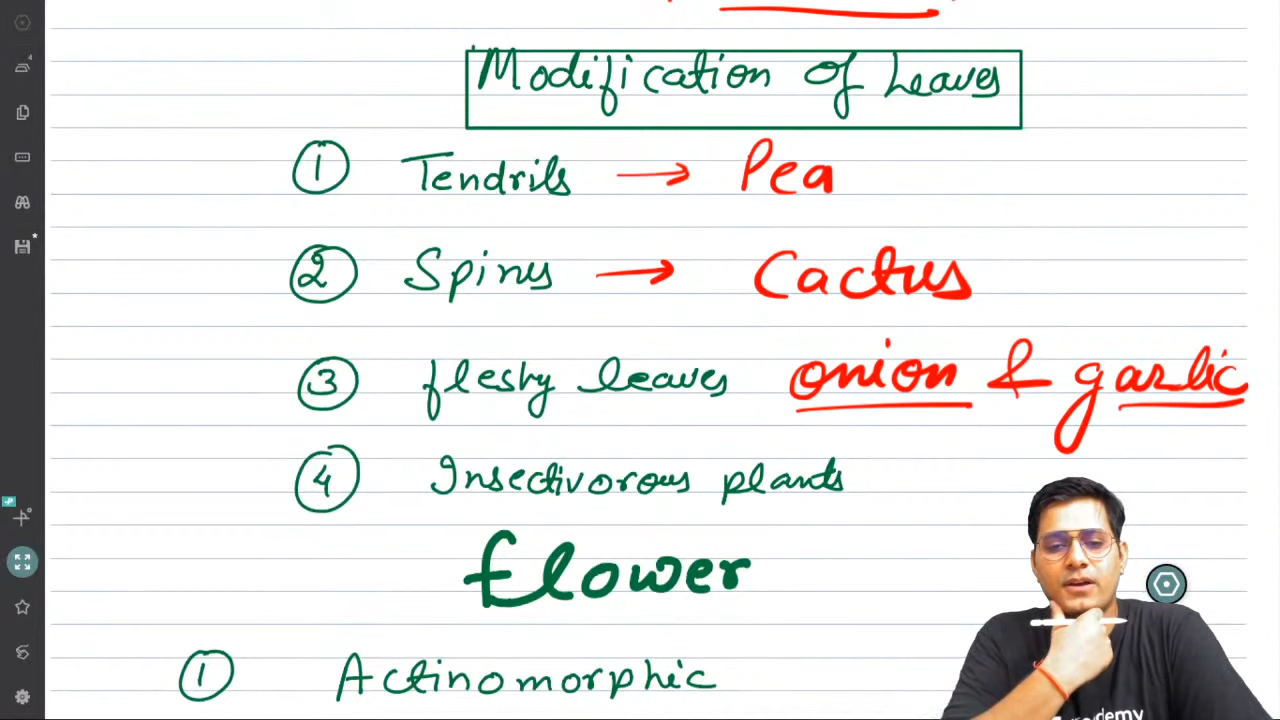 Modification of Leaves
① Tendrils → Pea
② Spines → Cactus
③ fleshy leaves onion & garlic
④ Insectivorous plants
flower
① Actinomorphic